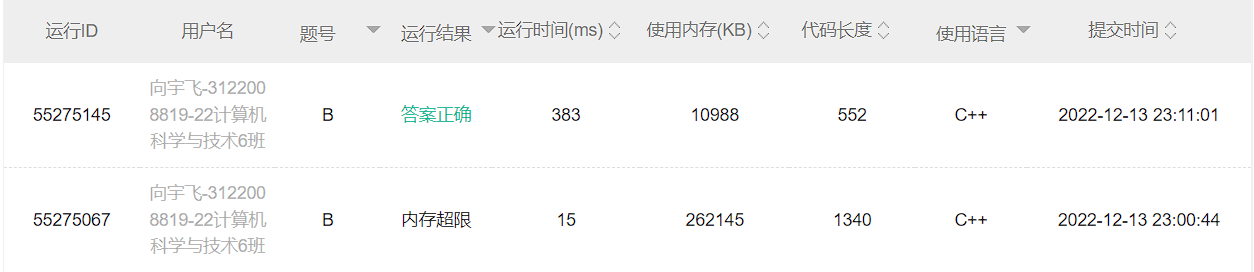 运行ID 用户名 题号 运行结果 运行时间(ms) 使用内存(KB) 代码长度 使用语言 提交时间
向宇飞-312200
55275145 8819-22计算机 B 答案正确 383 10988 552 C++ 2022-12-13 23:11:01
科学与技术6班
向宇飞-312200
55275067 8819-22计算机 B 内存超限 15 262145 1340 C++ 2022-12-13 23:00:44
科学与技术6班